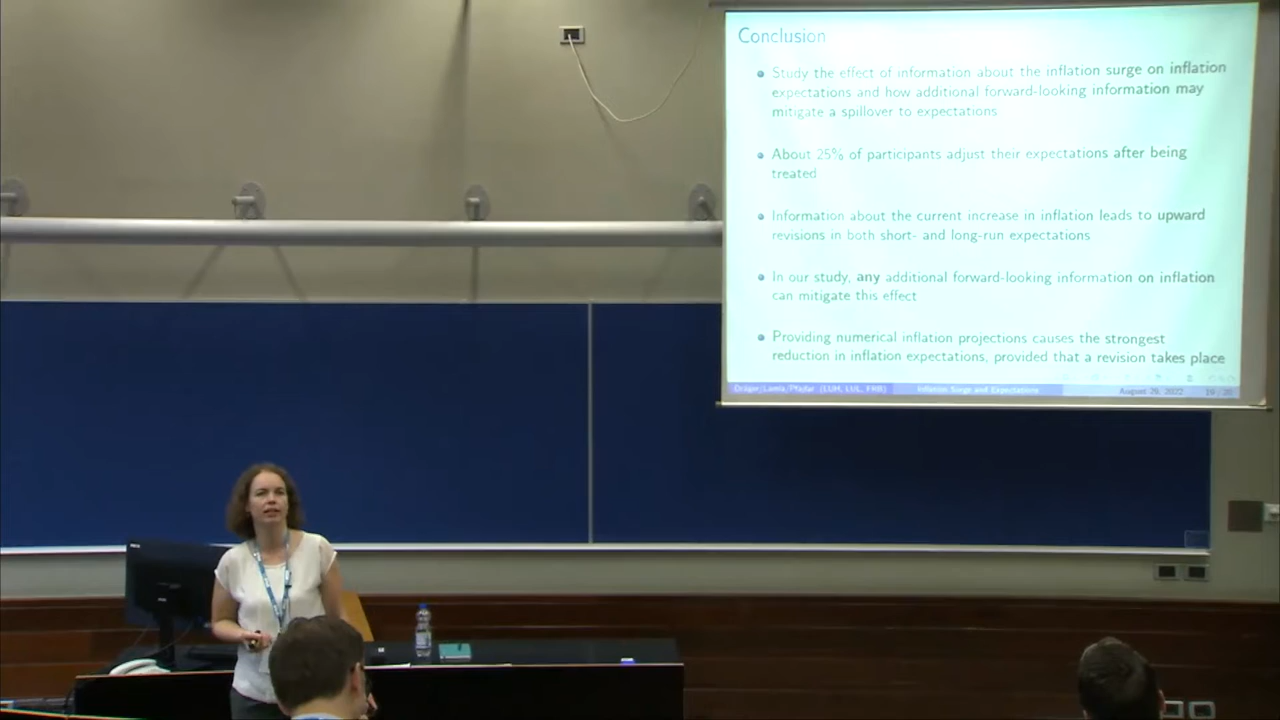 Conclusion
Study the effect of information about the inflation surge on inflation
expectations and how additional forward-looking information may
mitigate a spillover to expectations
About 25% of participants adjust their expectations after being
treated
Information about the current increase in inflation leads to upward
revisions in both short- and long-run expectations
In our study, any additional forward-looking information on inflation
can mitigate this effect
Providing numerical inflation projections causes the strongest
reduction in inflation expectations, provided that a revision takes place
Inflation Surge and Expectations
August 29, 2022